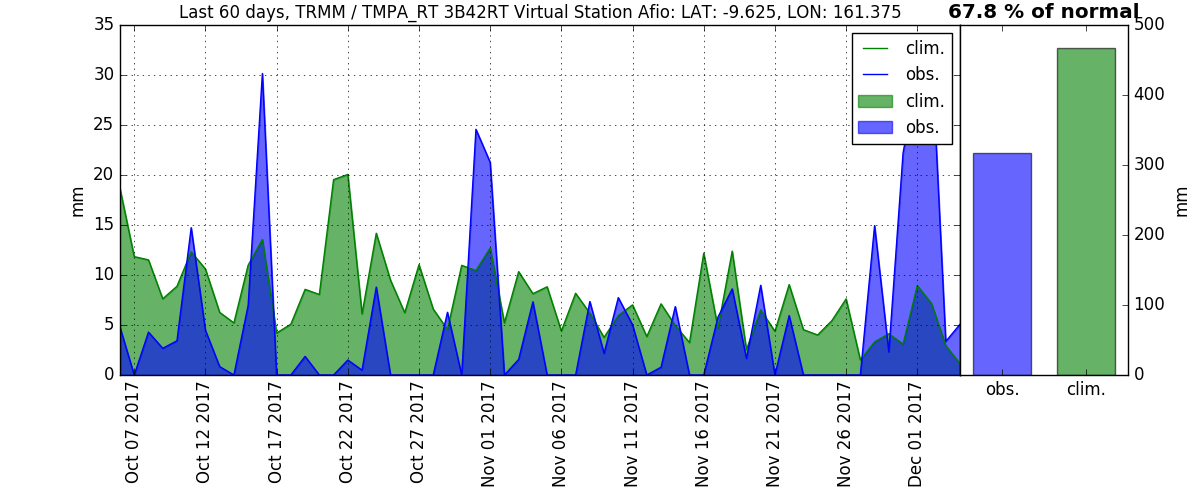 Last 60 days, TRMM / TMPA_RT 3B42RT Virtual Station Afio: LAT: -9.625, LON: 161.375
67.8 % of normal
35
30
25
20
15
10
5
0
mm
clim.
obs.
clim.
obs.
500
400
300
200
100
0
mm
Oct 07 2017
Oct 12 2017
Oct 17 2017
Oct 22 2017
Oct 27 2017
Nov 01 2017
Nov 06 2017
Nov 11 2017
Nov 16 2017
Nov 21 2017
Nov 26 2017
Dec 01 2017
obs.
clim.